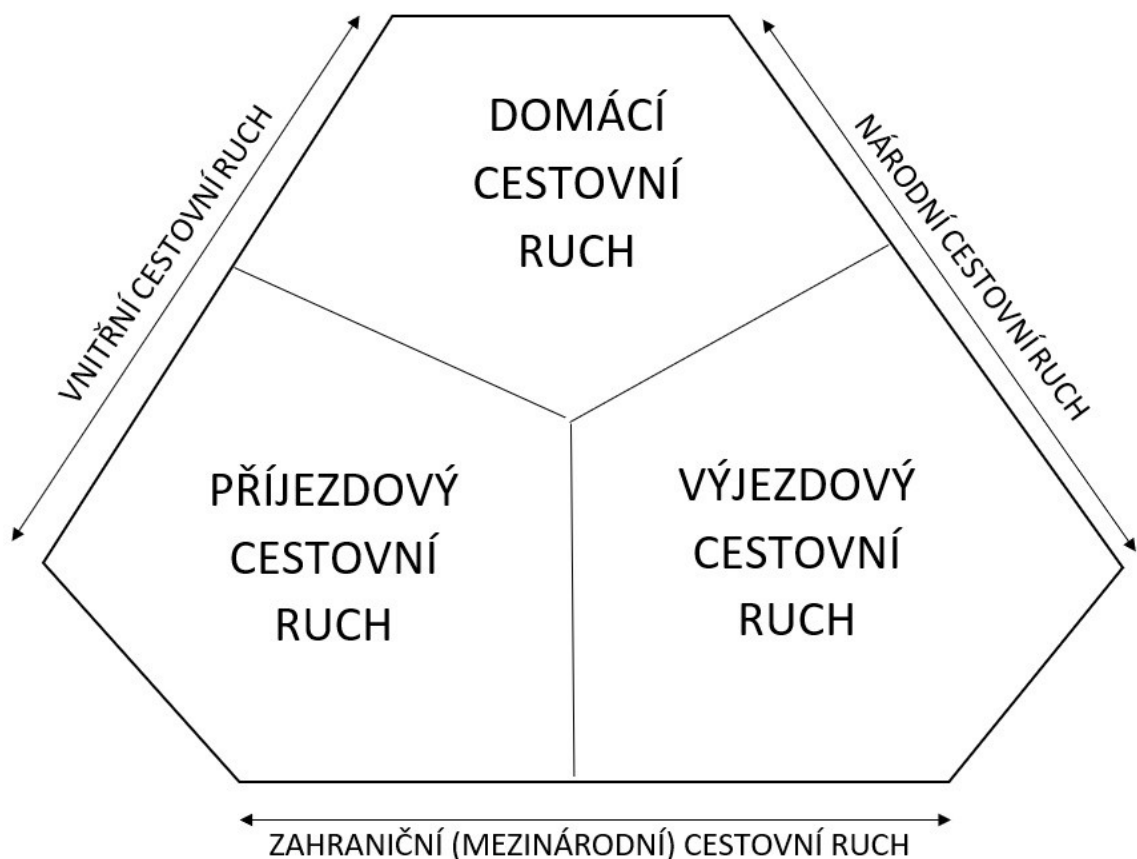 DOMÁCÍ
CESTOVNÍ
RUCH
VNITŘNÍ CESTOVNÍ RUCH
NÁRODNÍ CESTOVNÍ RUCH
PŘÍJEZDOVÝ
CESTOVNÍ
RUCH
VÝJEZDOVÝ
CESTOVNÍ
RUCH
ZAHRANIČNÍ (MEZINÁRODNÍ) CESTOVNÍ RUCH